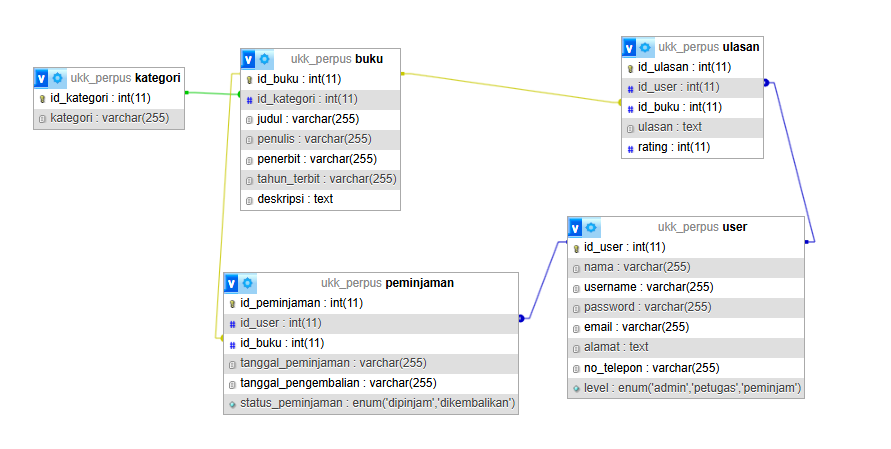 ukk_perpus kategori
id_kategori : int(11)
kategori : varchar(255)
ukk_perpus buku
id_buku : int(11)
id_kategori : int(11)
judul : varchar(255)
penulis : varchar(255)
penerbit : varchar(255)
tahun_terbit : varchar(255)
deskripsi : text
ukk_perpus ulasan
id_ulasan : int(11)
id_user : int(11)
id_buku : int(11)
ulasan : text
rating : int(11)
ukk_perpus peminjaman
id_peminjaman : int(11)
id_user : int(11)
id_buku : int(11)
tanggal_peminjaman : varchar(255)
tanggal_pengembalian : varchar(255)
status_peminjaman : enum('dipinjam','dikembalikan')
ukk_perpus user
id_user : int(11)
nama : varchar(255)
username : varchar(255)
password : varchar(255)
email : varchar(255)
alamat : text
no_telepon : varchar(255)
level : enum('admin','petugas','peminjam')